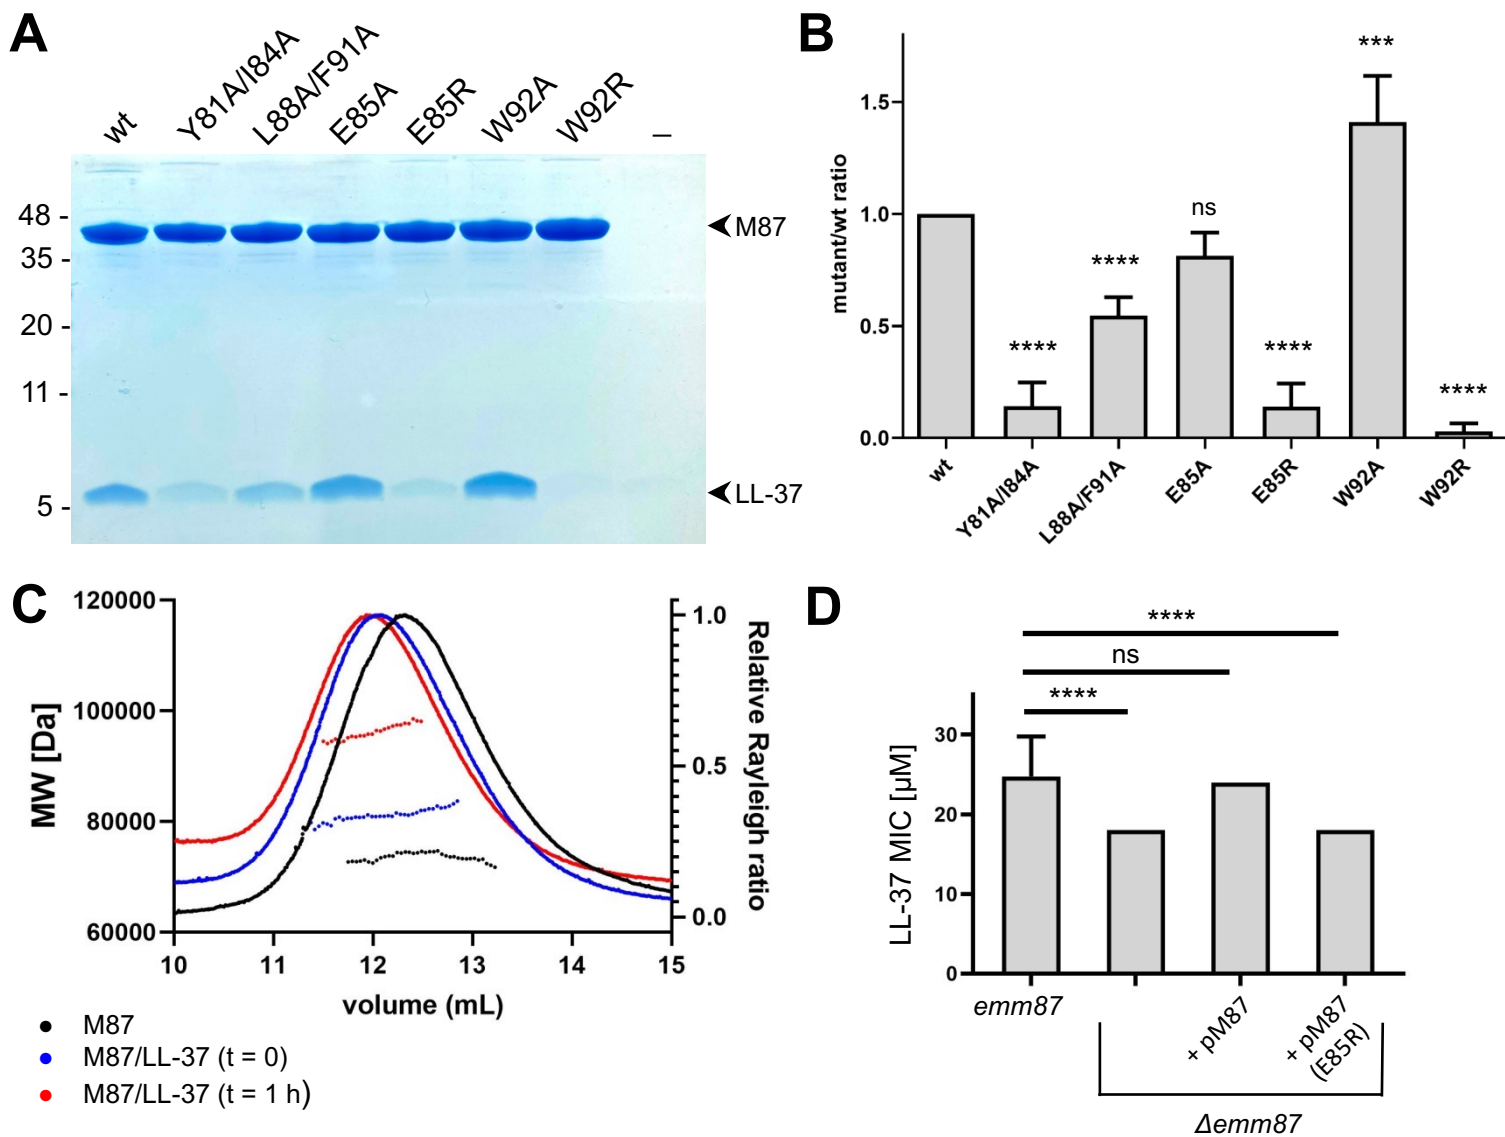 A
wt
Y81A/I84A
L88A/F91A
E85A
E85R
W92A
W92R
–
48 -
35 -
20 -
11 -
5 -
M87
LL-37
B
mutant/wt ratio
1.5
1.0
0.5
0.0
****
****
ns
****
***
****
wt
Y81A/I84A
L88A/F91A
E85A
E85R
W92A
W92R
C
MW [Da]
120000
100000
80000
60000
1.0
0.5
0.0
Relative Rayleigh ratio
10 11 12 13 14 15
volume (mL)
M87
M87/LL-37 (t = 0)
M87/LL-37 (t = 1 h)
D
****
ns
****
LL-37 MIC [µM]
30
20
10
0
emm87
+ pM87
+ pM87
(E85R)
Δemm87